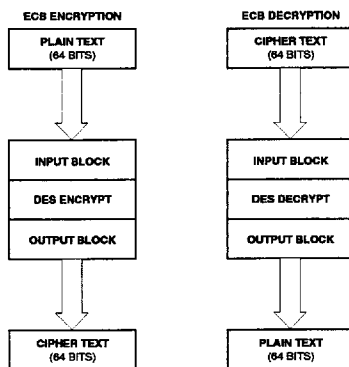 ECB ENCRYPTION
PLAIN TEXT
(64 BITS)
INPUT BLOCK
DES ENCRYPT
OUTPUT BLOCK
CIPHER TEXT
(64 BITS)
ECB DECRYPTION
CIPHER TEXT
(64 BITS)
INPUT BLOCK
DES DECRYPT
OUTPUT BLOCK
PLAIN TEXT
(64 BITS)